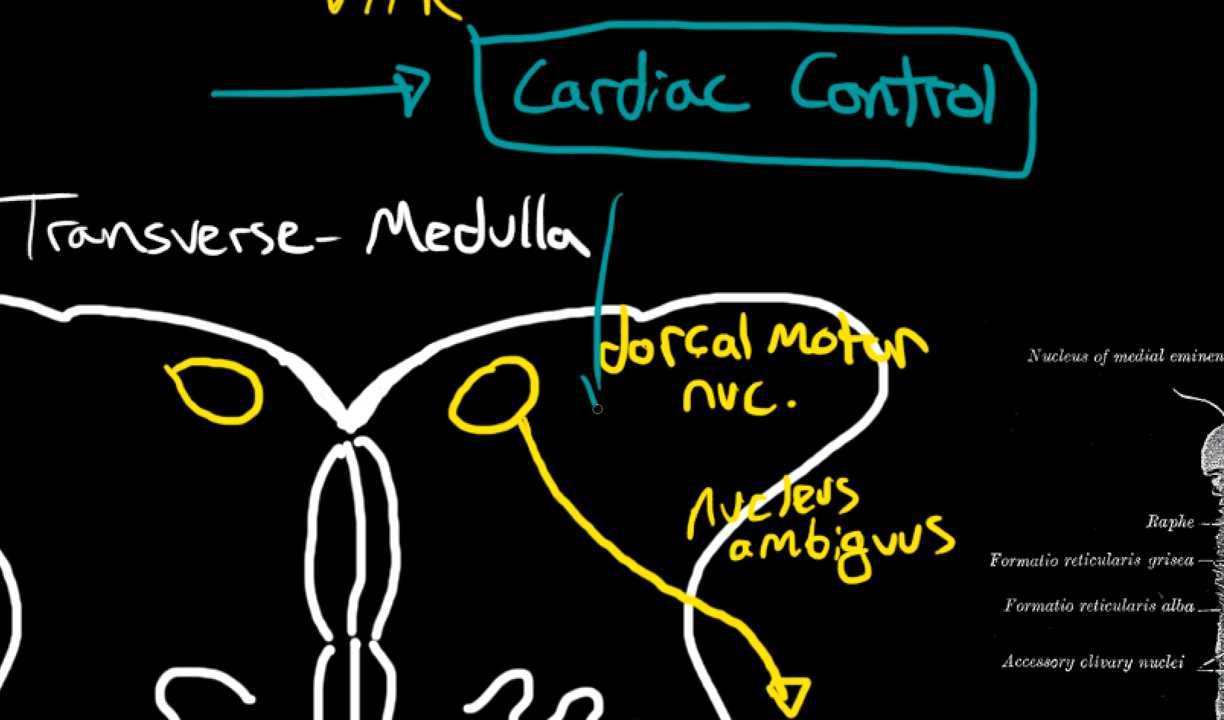 Cardiac Control
Transverse- Medulla
dorcal motor
nuc.
nucleus
ambiguus
Nucleus of medial eminen
Raphe
Formatio reticularis grisea
Formatio reticularis alba
Accessory olivary nuclei